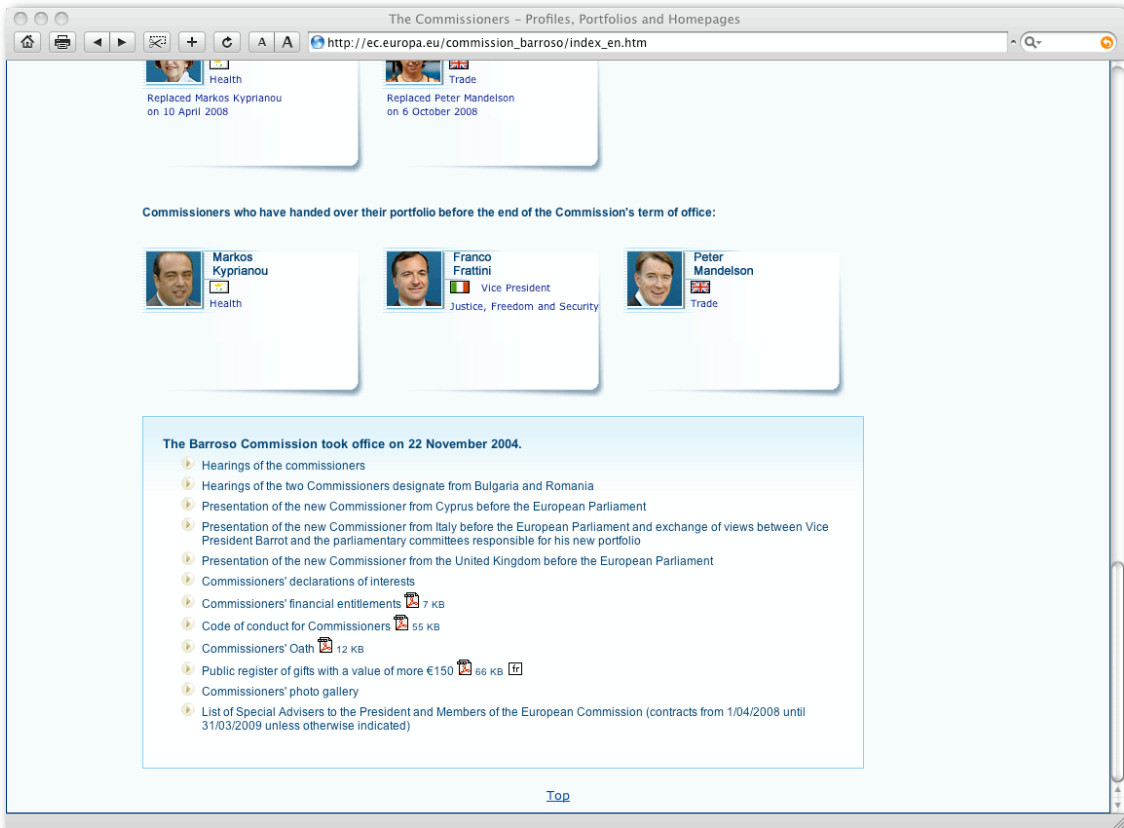 The Commissioners – Profiles, Portfolios and Homepages
A A http://ec.europa.eu/commission_barroso/index_en.htm
Health
Trade
Replaced Markos Kyprianou
on 10 April 2008
Replaced Peter Mandelson
on 6 October 2008
Commissioners who have handed over their portfolio before the end of the Commission's term of office:
Markos
Kyprianou
Health
Franco
Frattini
Vice President
Justice, Freedom and Security
Peter
Mandelson
Trade
The Barroso Commission took office on 22 November 2004.
Hearings of the commissioners
Hearings of the two Commissioners designate from Bulgaria and Romania
Presentation of the new Commissioner from Cyprus before the European Parliament
Presentation of the new Commissioner from Italy before the European Parliament and exchange of views between Vice
President Barrot and the parliamentary committees responsible for his new portfolio
Presentation of the new Commissioner from the United Kingdom before the European Parliament
Commissioners' declarations of interests
Commissioners' financial entitlements 7 KB
Code of conduct for Commissioners 55 KB
Commissioners' Oath 12 KB
Public register of gifts with a value of more €150 66 KB fr
Commissioners' photo gallery
List of Special Advisers to the President and Members of the European Commission (contracts from 1/04/2008 until
31/03/2009 unless otherwise indicated)
Top